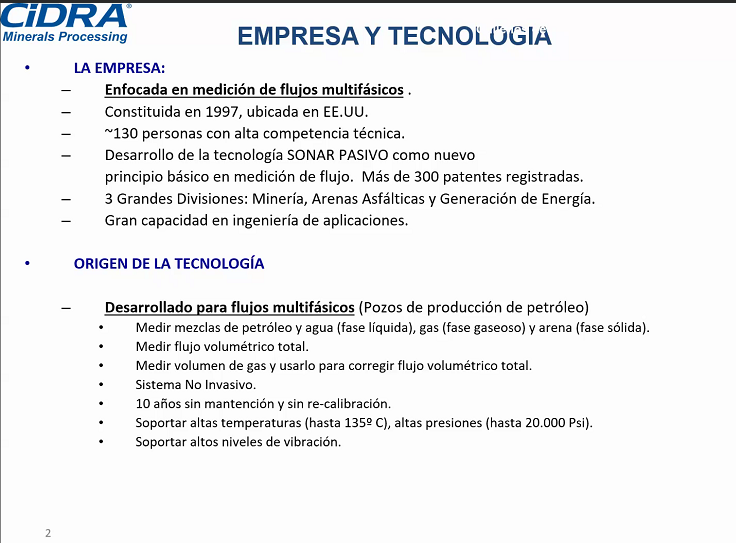 CiDRA®
Minerals Processing
EMPRESA Y TECNOLOGÍA
• LA EMPRESA:
– Enfocada en medición de flujos multifásicos .
– Constituida en 1997, ubicada en EE.UU.
– ~130 personas con alta competencia técnica.
– Desarrollo de la tecnología SONAR PASIVO como nuevo
principio básico en medición de flujo. Más de 300 patentes registradas.
– 3 Grandes Divisiones: Minería, Arenas Asfálticas y Generación de Energía.
– Gran capacidad en ingeniería de aplicaciones.
• ORIGEN DE LA TECNOLOGÍA
– Desarrollado para flujos multifásicos (Pozos de producción de petróleo)
• Medir mezclas de petróleo y agua (fase líquida), gas (fase gaseoso) y arena (fase sólida).
• Medir flujo volumétrico total.
• Medir volumen de gas y usarlo para corregir flujo volumétrico total.
• Sistema No Invasivo.
• 10 años sin mantención y sin re-calibración.
• Soportar altas temperaturas (hasta 135º C), altas presiones (hasta 20.000 Psi).
• Soportar altos niveles de vibración.
2